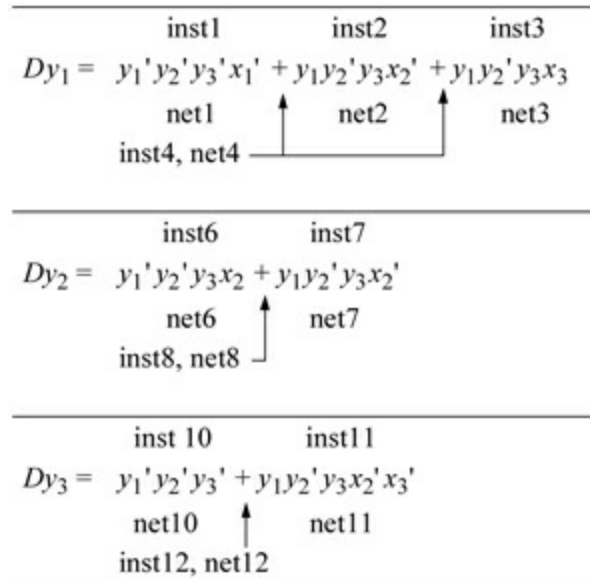 inst1 inst2 inst3
Dy₁ = y₁'y₂'y₃'x₁' + y₁y₂'y₃x₂' + y₁y₂'y₃x₃
net1 net2 net3
inst4, net4
inst6 inst7
Dy₂ = y₁'y₂'y₃x₂ + y₁y₂'y₃x₂'
net6 net7
inst8, net8
inst 10 inst11
Dy₃ = y₁'y₂'y₃' + y₁y₂'y₃x₂'x₃'
net10 net11
inst12, net12